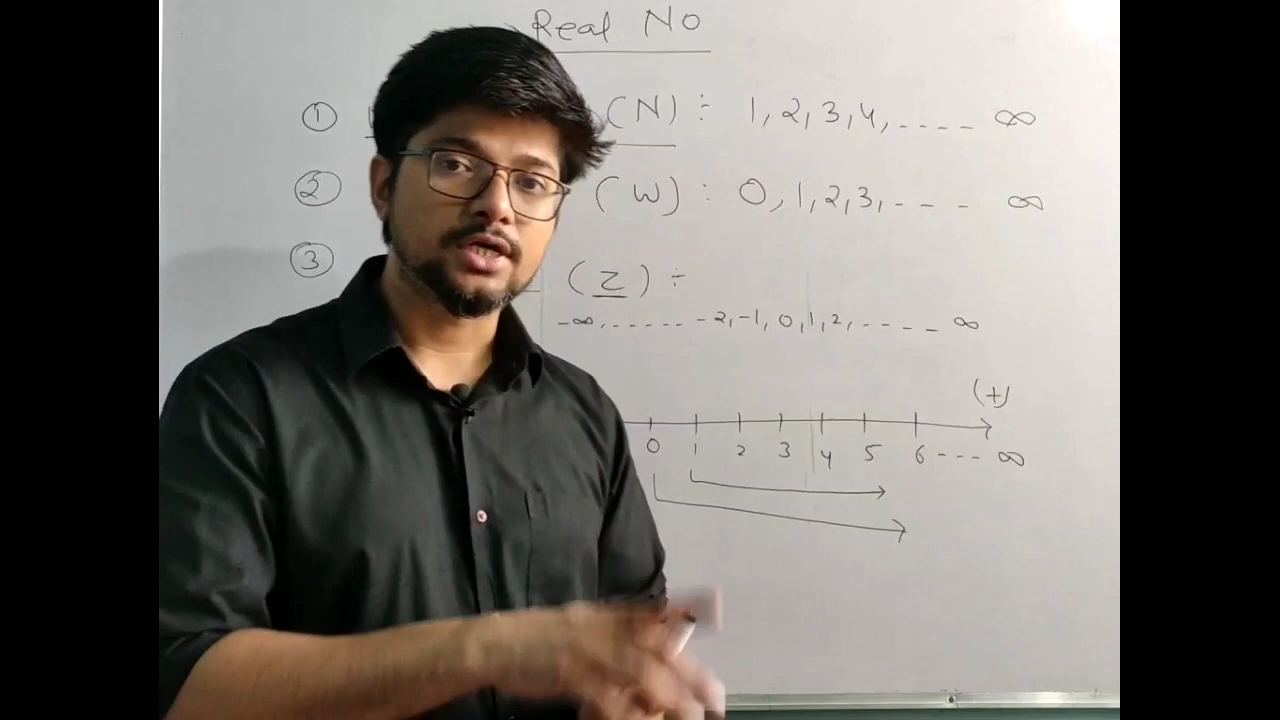 Real No
① (N) ÷ 1, 2, 3, 4, ---- ∞
② (W) : 0, 1, 2, 3, --- - ∞
③ (Z) ÷
-∞, ------ -2, -1, 0, 1, 2, ----- ∞
(+)
0 1 2 3 4 5 6 --- ∞